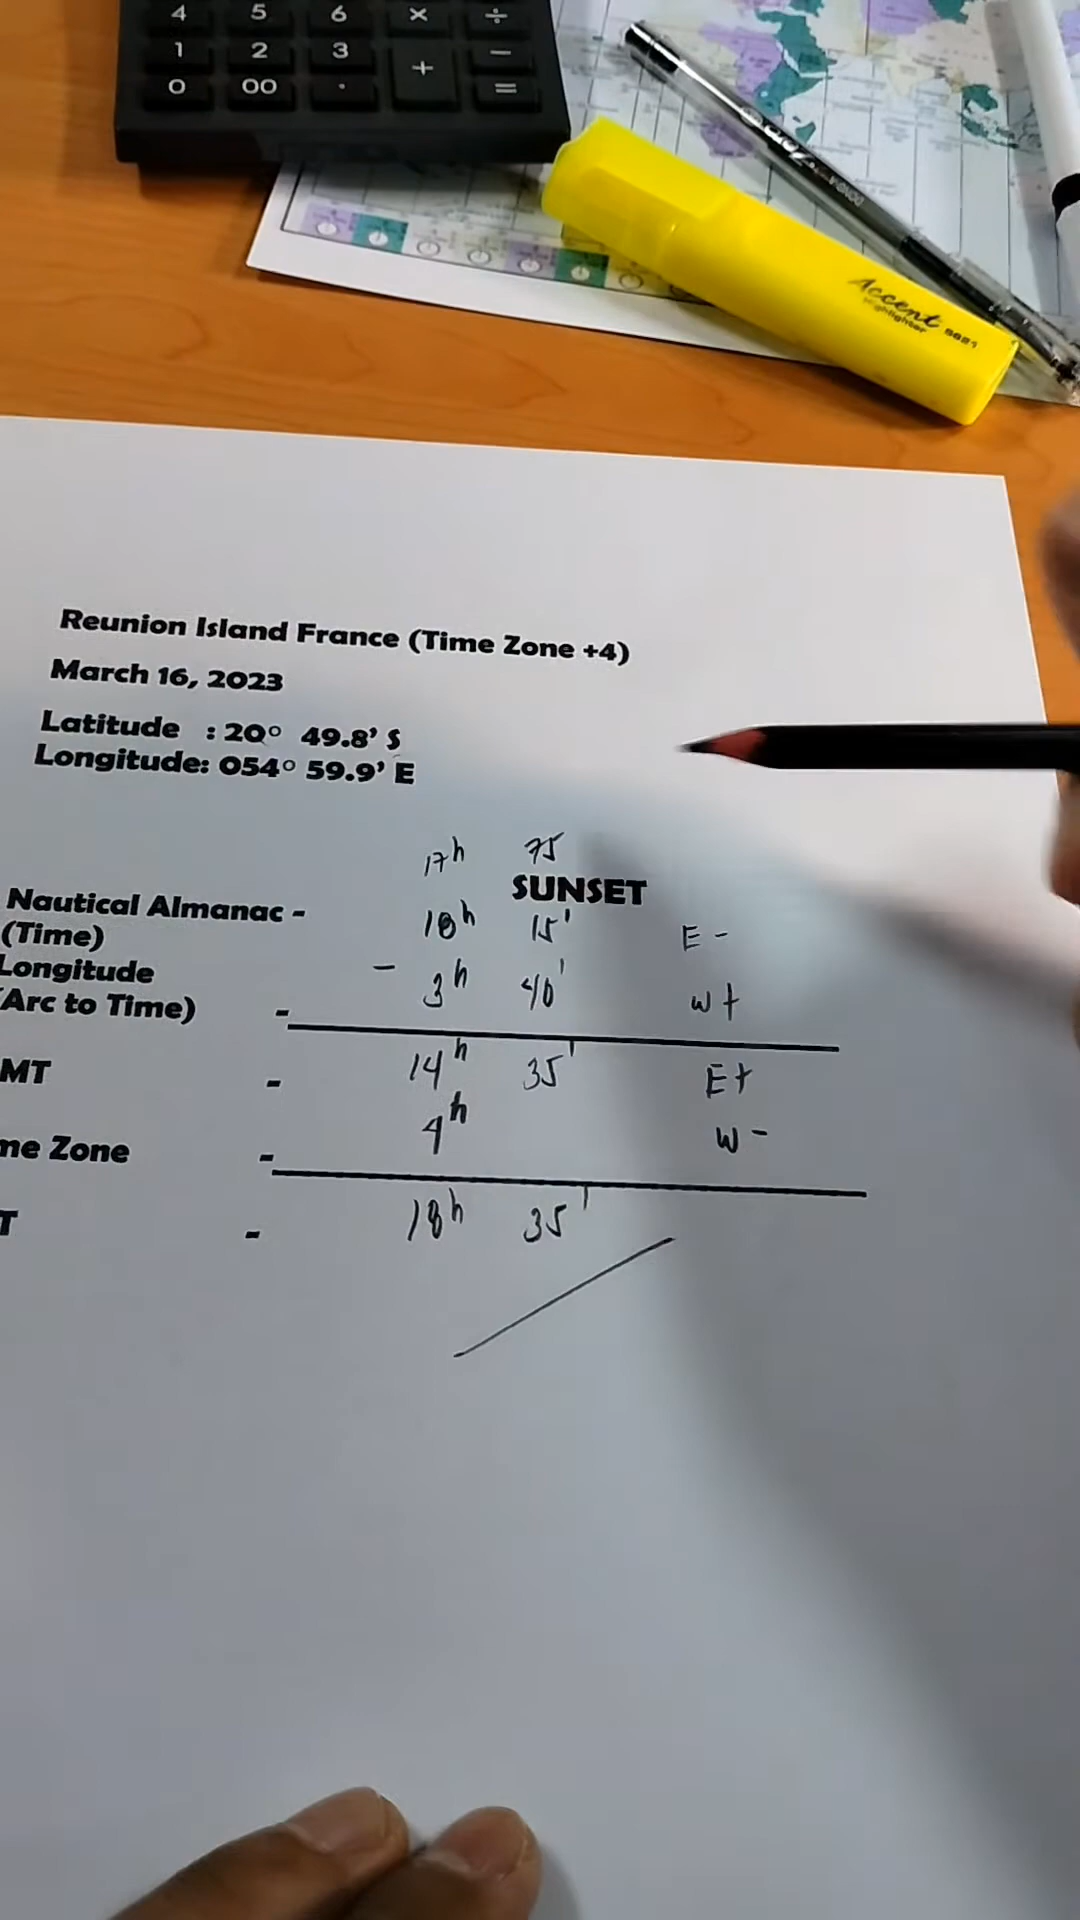 4 5 6 × ÷
1 2 3 + −
0 00 . =
Accent
Highlighter 5021
Reunion Island France (Time Zone +4)
March 16, 2023
Latitude : 20° 49.8' S
Longitude: 054° 59.9' E
17h 75
SUNSET
Nautical Almanac - 18h 15' E -
(Time)
Longitude - 3h 40' W +
(Arc to Time) -
MT - 14h 35' E+
me Zone - 4h W -
T - 18h 35'